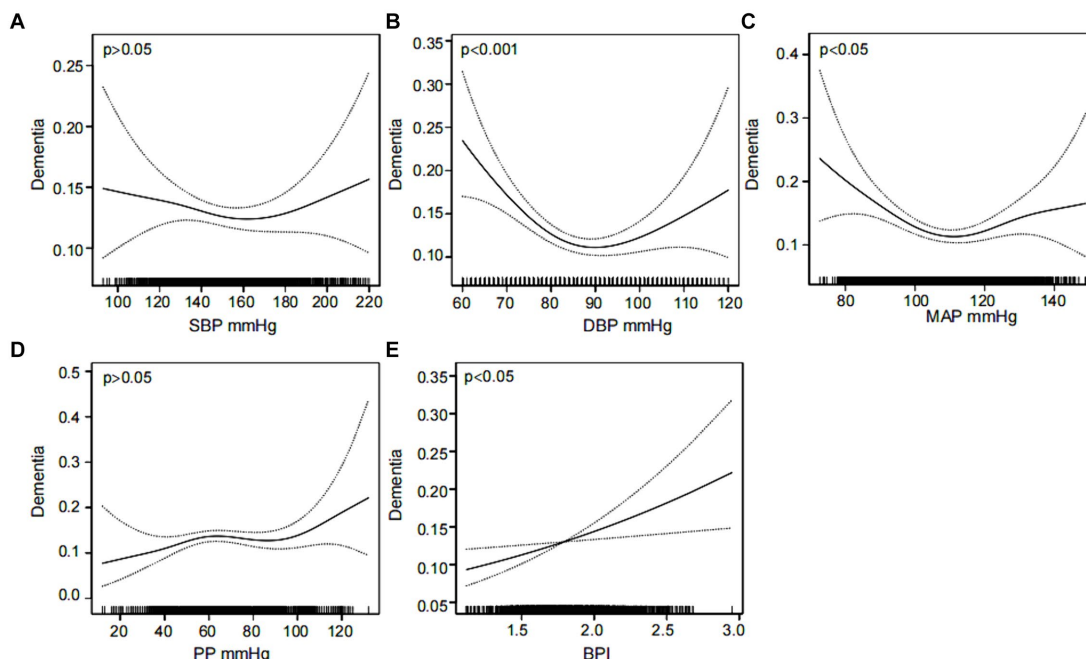 A
p>0.05
0.25
0.20
0.15
0.10
Dementia
100 120 140 160 180 200 220
SBP mmHg
B
p<0.001
0.35
0.30
0.25
0.20
0.15
0.10
Dementia
60 70 80 90 100 110 120
DBP mmHg
C
p<0.05
0.4
0.3
0.2
0.1
Dementia
80 100 120 140
MAP mmHg
D
p>0.05
0.5
0.4
0.3
0.2
0.1
0.0
Dementia
20 40 60 80 100 120
PP mmHg
E
p<0.05
0.35
0.30
0.25
0.20
0.15
0.10
0.05
Dementia
1.5 2.0 2.5 3.0
BPI